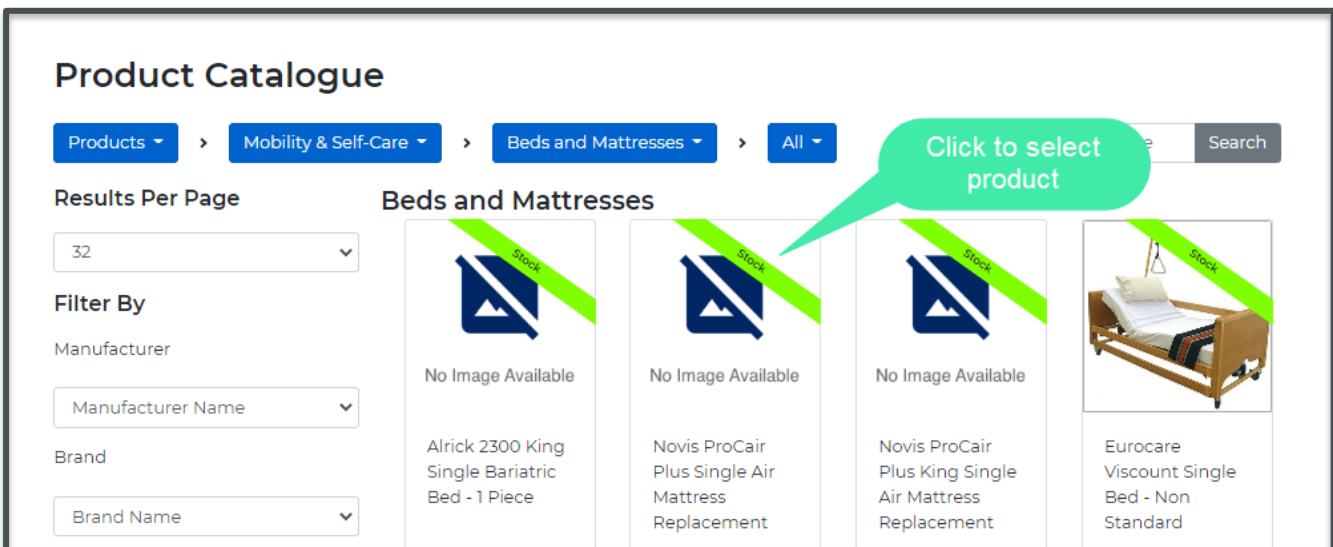 Product Catalogue
Products > Mobility & Self-Care > Beds and Mattresses > All
Search
Click to select
product
Results Per Page
32
Filter By
Manufacturer
Manufacturer Name
Brand
Brand Name
Beds and Mattresses
Stock
No Image Available
Alrick 2300 King
Single Bariatric
Bed - 1 Piece
Stock
No Image Available
Novis ProCair
Plus Single Air
Mattress
Replacement
Stock
No Image Available
Novis ProCair
Plus King Single
Air Mattress
Replacement
Stock
Eurocare
Viscount Single
Bed - Non
Standard